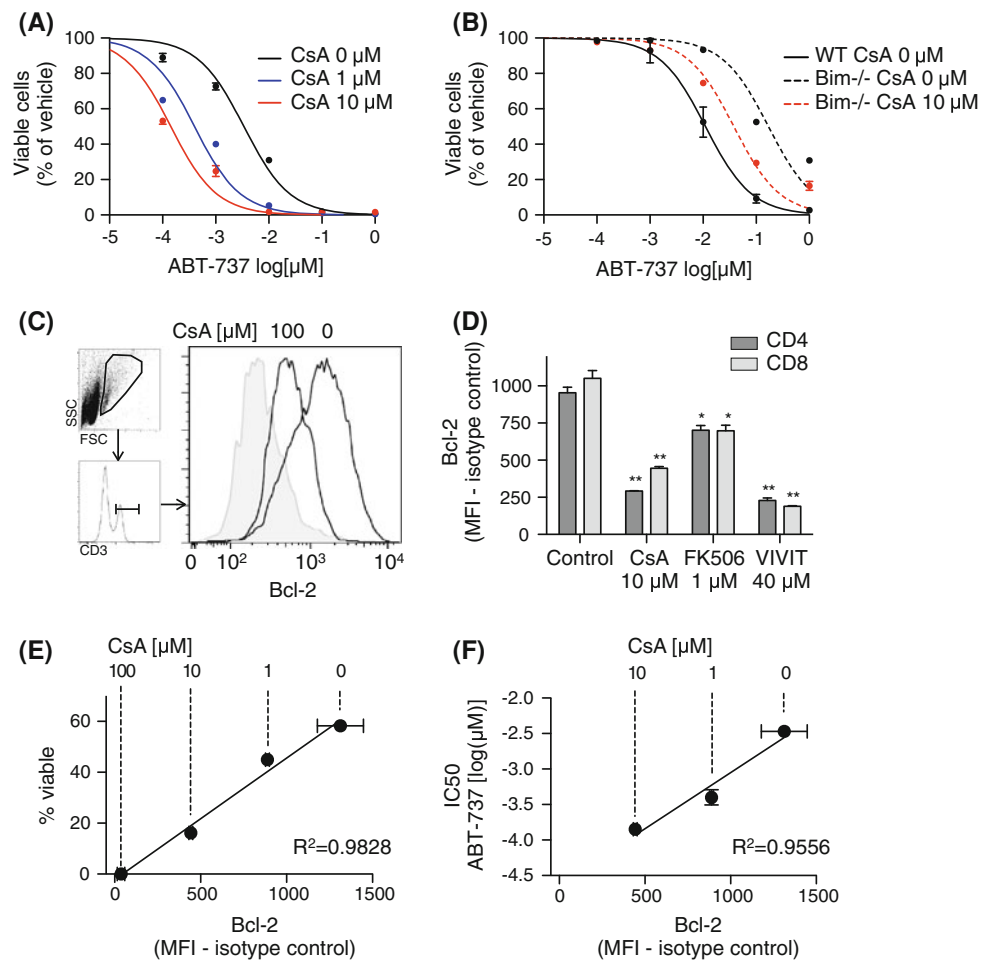 (A)
100
80
60
40
20
0
-5 -4 -3 -2 -1 0
Viable cells
(% of vehicle)
ABT-737 log[µM]
CsA 0 µM
CsA 1 µM
CsA 10 µM
(B)
100
80
60
40
20
0
-5 -4 -3 -2 -1 0
Viable cells
(% of vehicle)
ABT-737 log[µM]
WT CsA 0 µM
Bim-/- CsA 0 µM
Bim-/- CsA 10 µM
(C)
CsA [µM] 100 0
SSC
FSC
CD3
0 10² 10³ 10⁴
Bcl-2
(D)
CD4
CD8
1000
750
500
250
0
Bcl-2
(MFI - isotype control)
** ** * * ** **
Control CsA FK506 VIVIT
10 µM 1 µM 40 µM
(E)
CsA [µM]
100 10 1 0
60
40
20
0
% viable
R²=0.9828
0 500 1000 1500
Bcl-2
(MFI - isotype control)
(F)
CsA [µM]
10 1 0
-2.0
-2.5
-3.0
-3.5
-4.0
-4.5
IC50
ABT-737 [log(µM)]
R²=0.9556
0 500 1000 1500
Bcl-2
(MFI - isotype control)